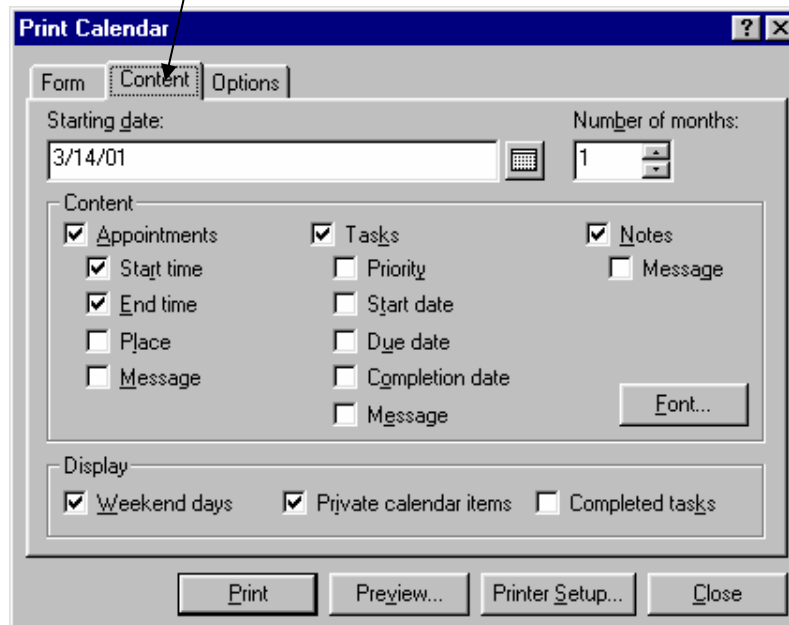 Print Calendar
Form Content Options
Starting date: Number of months:
3/14/01 1
Content
Appointments Tasks Notes
Start time Priority Message
End time Start date
Place Due date
Message Completion date
Message Font...
Display
Weekend days Private calendar items Completed tasks
Print Preview... Printer Setup... Close